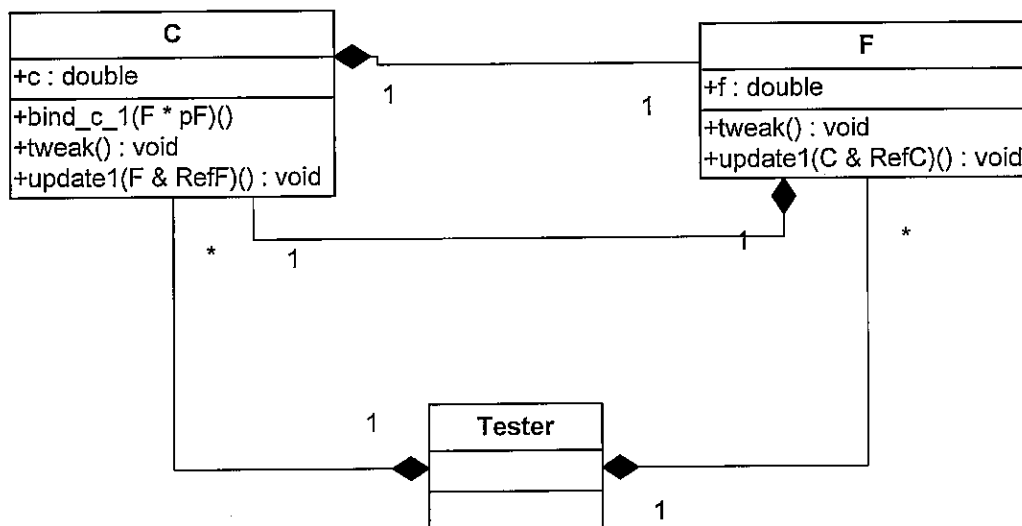 C
+c : double
+bind_c_1(F * pF)()
+tweak() : void
+update1(F & RefF)() : void
F
+f : double
+tweak() : void
+update1(C & RefC)() : void
1
1
1
1
*
*
1
Tester
1